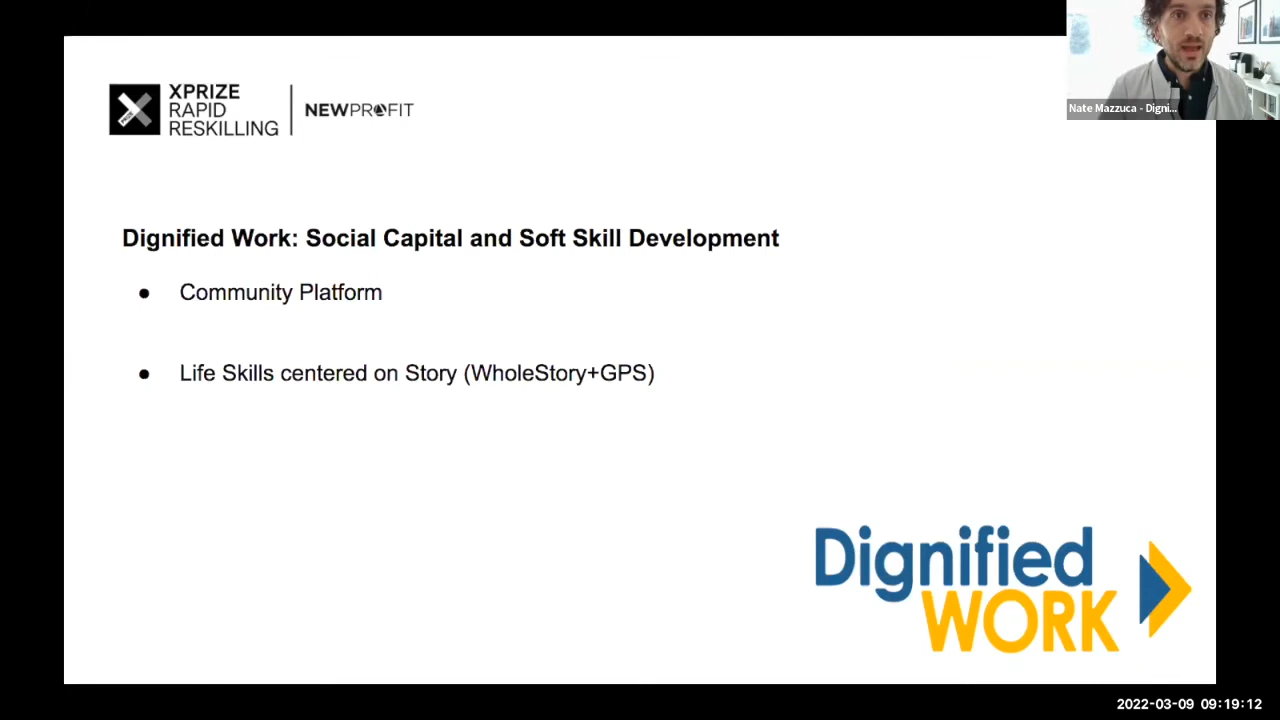 XPRIZE
RAPID
RESKILLING
NEWPROFIT
Nate Mazzuca - Digni...
Dignified Work: Social Capital and Soft Skill Development
● Community Platform
● Life Skills centered on Story (WholeStory+GPS)
Dignified
WORK
2022-03-09 09:19:12